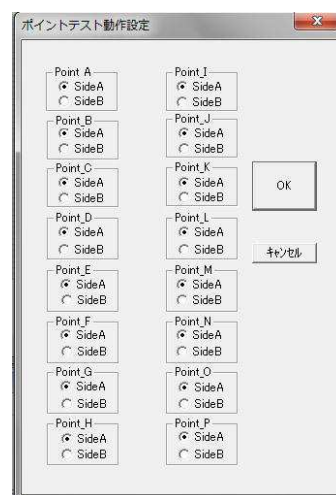 ポイントテスト動作設定
Point A
SideA
SideB
Point_B
SideA
SideB
Point_C
SideA
SideB
Point_D
SideA
SideB
Point_E
SideA
SideB
Point_F
SideA
SideB
Point_G
SideA
SideB
Point_H
SideA
SideB
Point_I
SideA
SideB
Point_J
SideA
SideB
Point_K
SideA
SideB
Point_L
SideA
SideB
Point_M
SideA
SideB
Point_N
SideA
SideB
Point_O
SideA
SideB
Point_P
SideA
SideB
OK
キャンセル